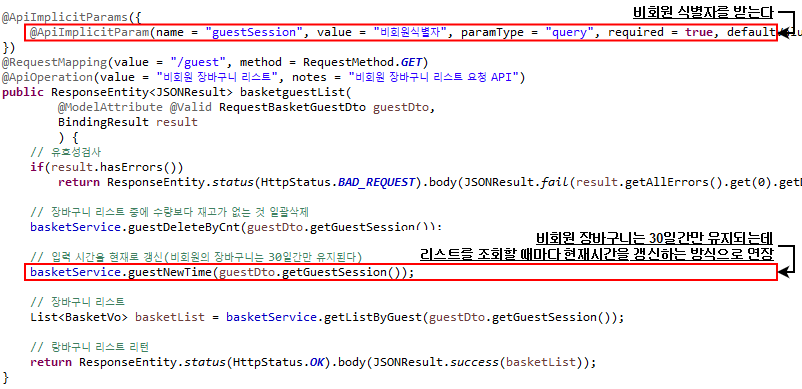 비회원 식별자를 받는다
@ApiImplicitParams({
@ApiImplicitParam(name = "guestSession", value = "비회원식별자", paramType = "query", required = true, default
})
@RequestMapping(value = "/guest", method = RequestMethod.GET)
@ApiOperation(value = "비회원 장바구니 리스트", notes = "비회원 장바구니 리스트 요청 API")
public ResponseEntity<JSONResult> basketguestList(
@ModelAttribute @Valid RequestBasketGuestDto guestDto,
BindingResult result
) {
// 유효성검사
if(result.hasErrors())
return ResponseEntity.status(HttpStatus.BAD_REQUEST).body(JSONResult.fail(result.getAllErrors().get(0).get
// 장바구니 리스트 중에 수량보다 재고가 없는 것 일괄삭제
basketService.guestDeleteByCnt(guestDto.getGuestSession());
비회원 장바구니는 30일간만 유지되는데
// 입력 시간을 현재로 갱신(비회원의 장바구니는 30일간만 유지된다)
리스트를 조회할 때마다 현재시간을 갱신하는 방식으로 연장
basketService.guestNewTime(guestDto.getGuestSession());
// 장바구니 리스트
List<BasketVo> basketList = basketService.getListByGuest(guestDto.getGuestSession());
// 랑바구니 리스트 리턴
return ResponseEntity.status(HttpStatus.OK).body(JSONResult.success(basketList));
}